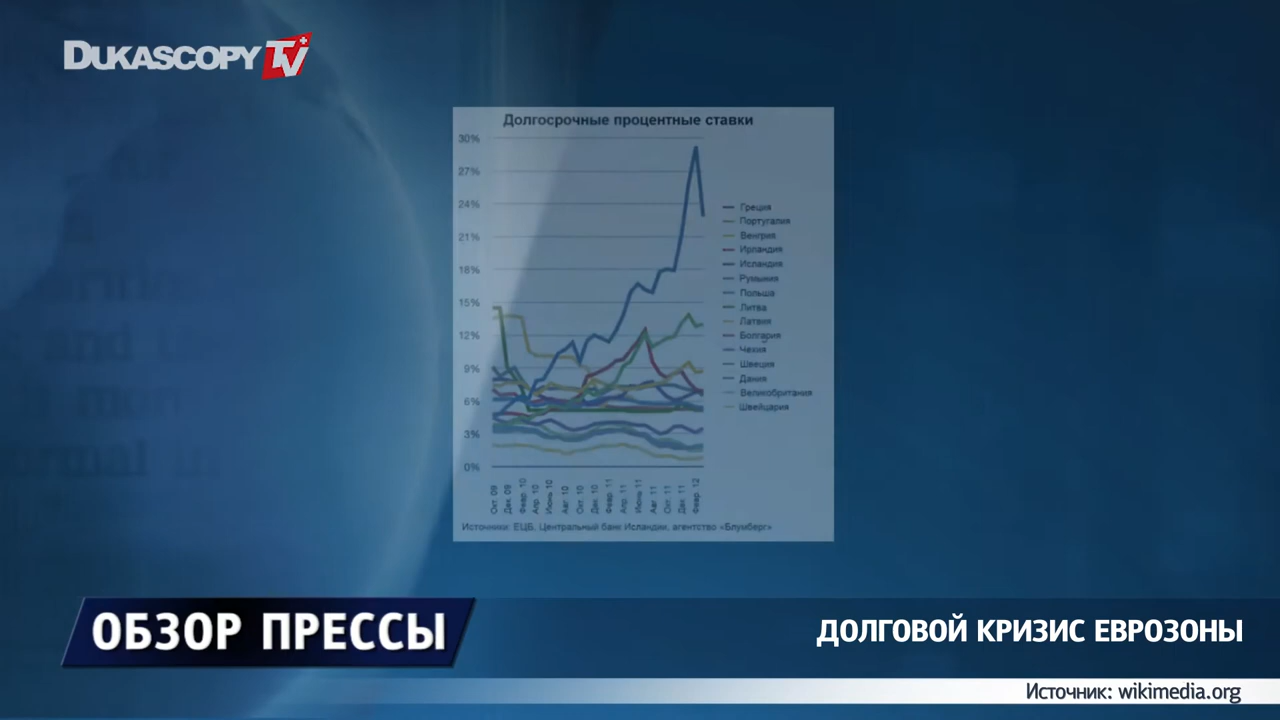 DUKASCOPY TV
Долгосрочные процентные ставки
30%
27%
24%
21%
18%
15%
12%
9%
6%
3%
0%
Греция
Португалия
Венгрия
Ирландия
Исландия
Румыния
Польша
Литва
Латвия
Болгария
Чехия
Швеция
Дания
Великобритания
Швейцария
Окт. 09
Дек. 09
Февр. 10
Апр. 10
Июнь 10
Авг. 10
Окт. 10
Дек. 10
Февр. 11
Апр. 11
Июнь 11
Авг. 11
Окт. 11
Дек. 11
Февр. 12
Источники: ЕЦБ, Центральный банк Исландии, агентство «Блумберг»
ОБЗОР ПРЕССЫ
ДОЛГОВОЙ КРИЗИС ЕВРОЗОНЫ
Источник: wikimedia.org